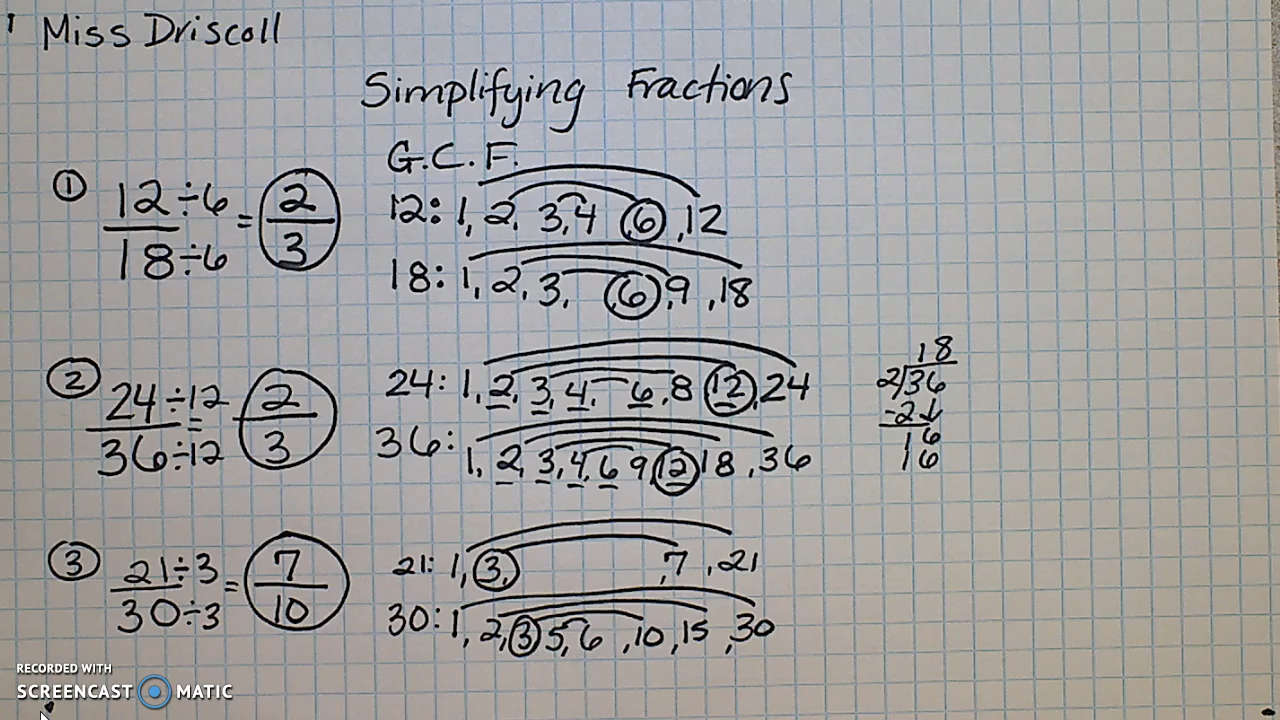 Miss Driscoll
Simplifying Fractions
G.C.F.
① 12÷6 = 2
18÷6 3
12: 1, 2, 3, 4, 6, 12
18: 1, 2, 3, 6, 9, 18
② 24÷12 = 2
36÷12 3
24: 1, 2, 3, 4, 6, 8, 12, 24
36: 1, 2, 3, 4, 6, 9, 12, 18, 36
18
2)36
-2↓
16
16
③ 21÷3 = 7
30÷3 10
21: 1, 3, 7, 21
30: 1, 2, 3, 5, 6, 10, 15, 30
RECORDED WITH
SCREENCAST MATIC